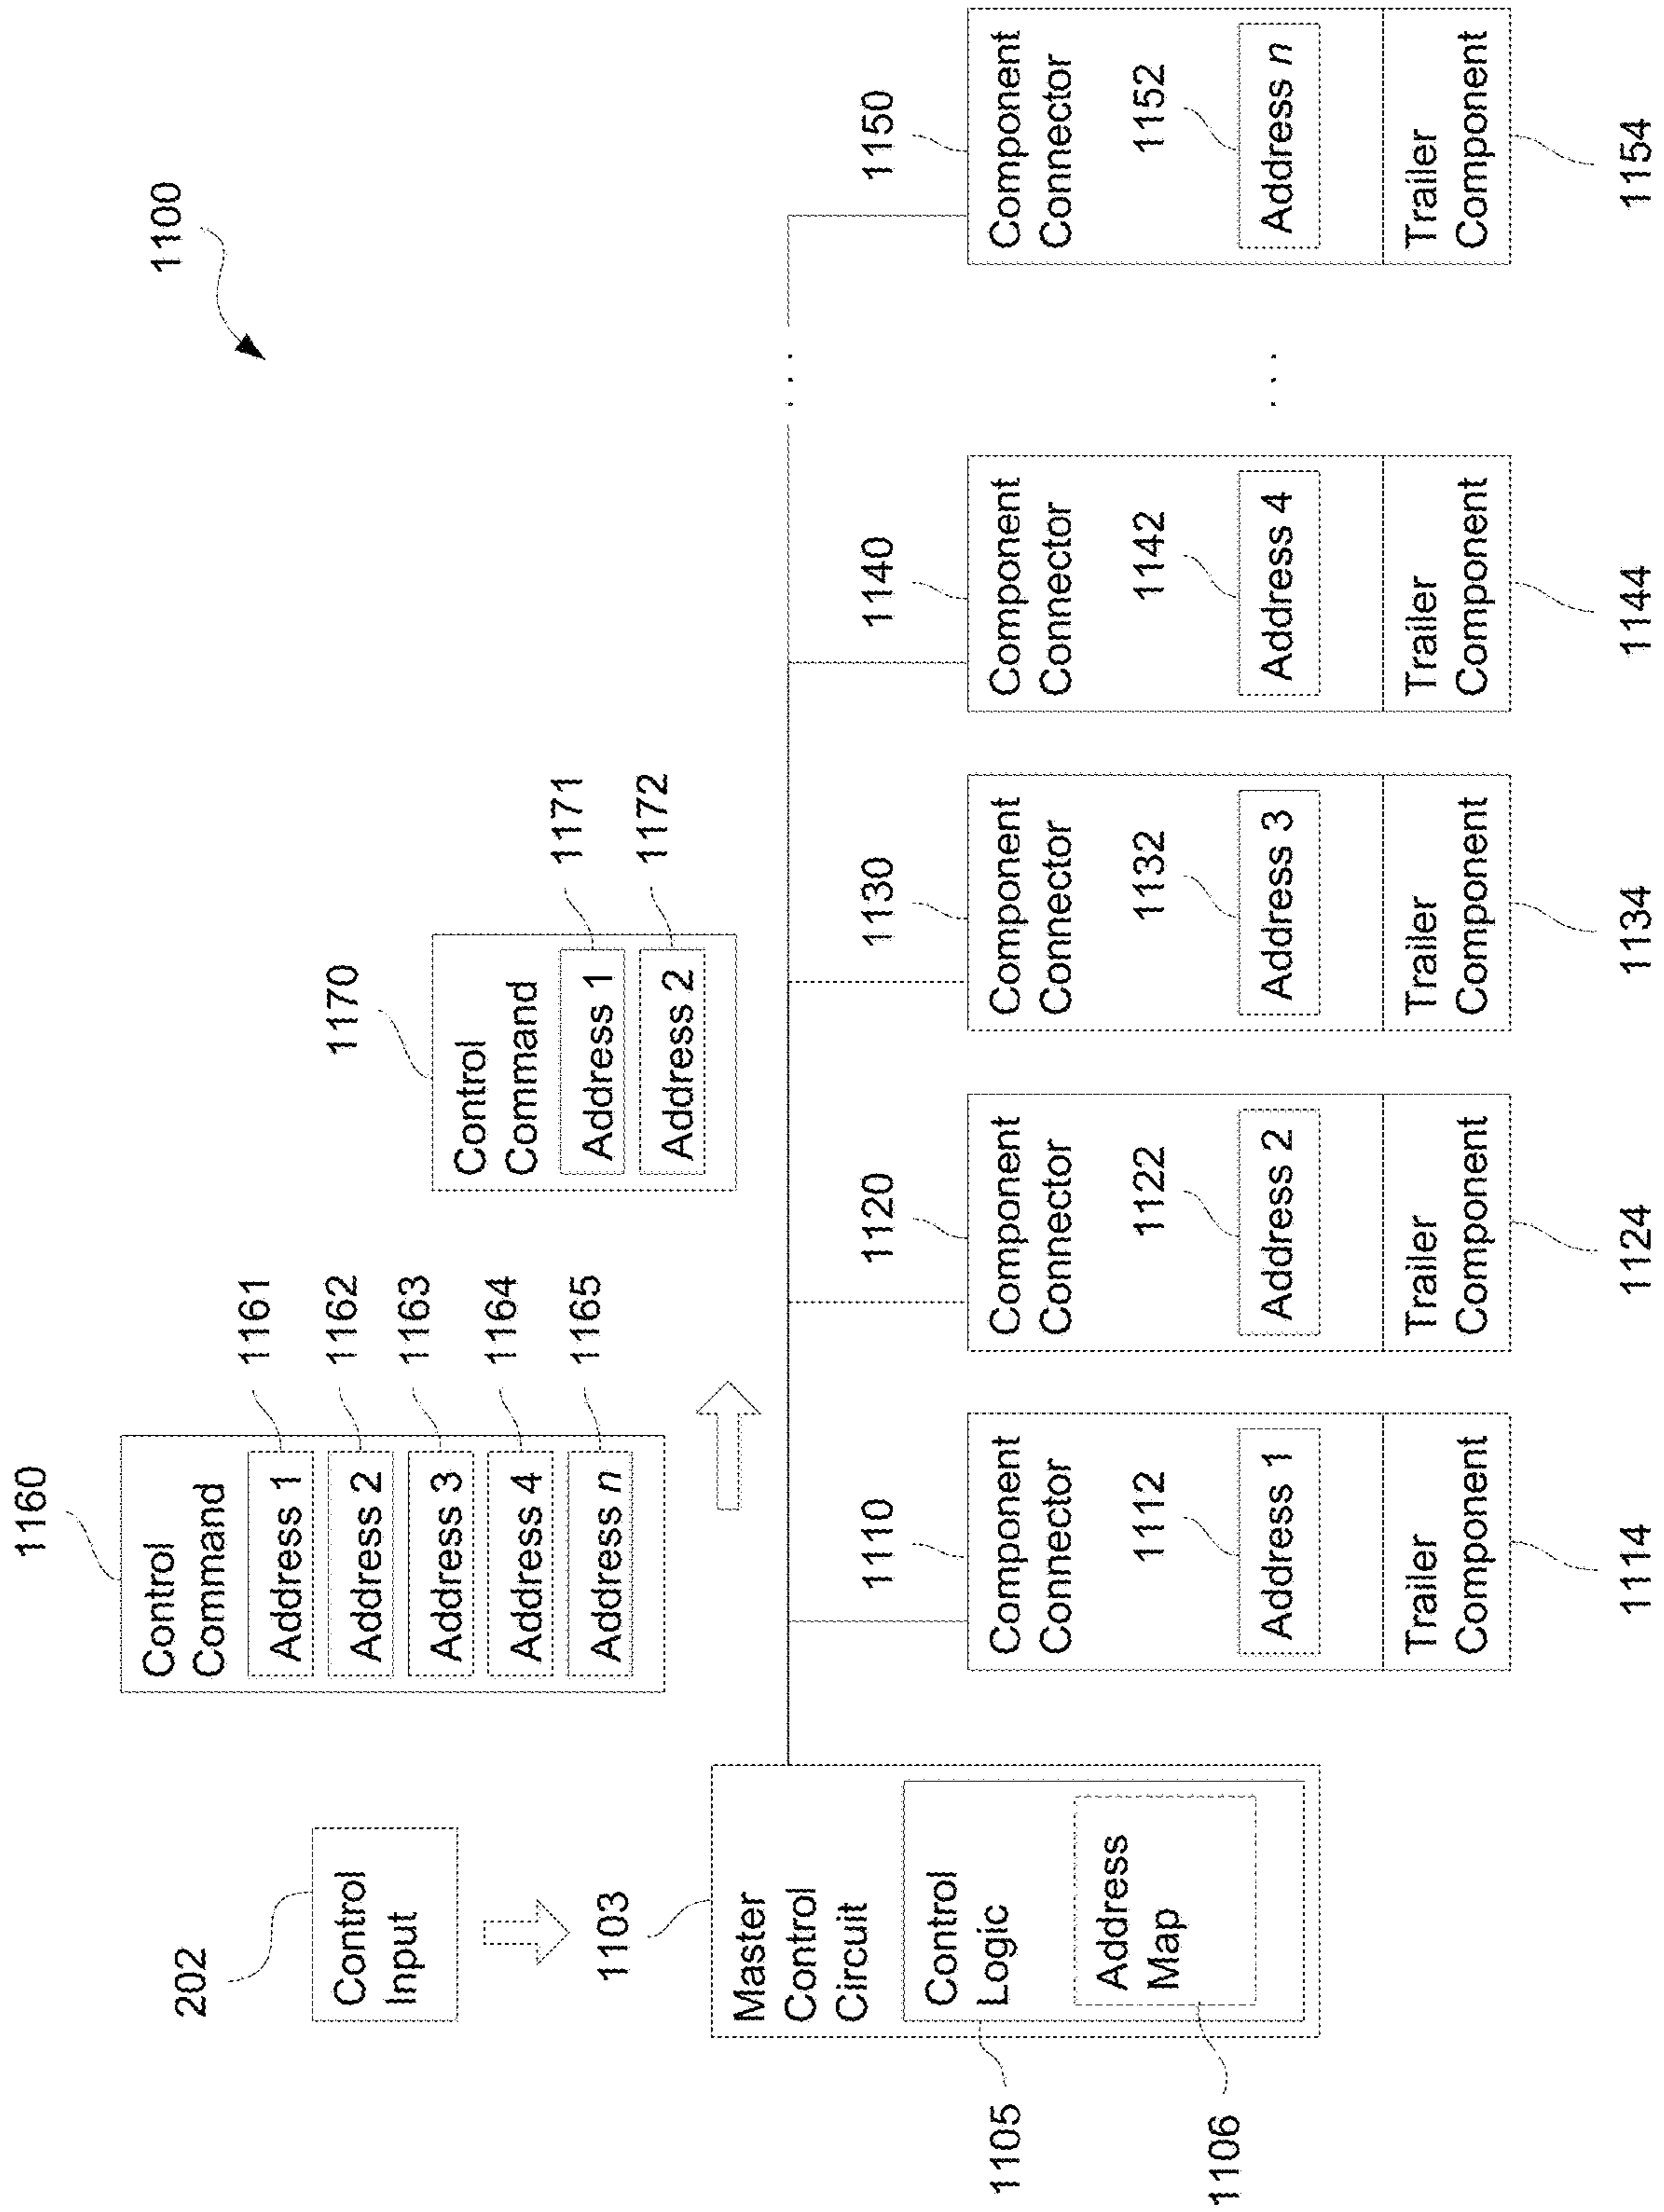 1100
1160
Control
Command
Address 1
Address 2
Address 3
Address 4
Address n
1161
1162
1163
1164
1165
1170
Control
Command
Address 1
Address 2
1171
1172
202
Control
Input
1103
Master
Control
Circuit
Control
Logic
Address
Map
1105
1106
1110
Component
Connector
1112
Address 1
Trailer
Component
1114
1120
Component
Connector
1122
Address 2
Trailer
Component
1124
1130
Component
Connector
1132
Address 3
Trailer
Component
1134
1140
Component
Connector
1142
Address 4
Trailer
Component
1144
. . .
. . .
1150
Component
Connector
1152
Address n
Trailer
Component
1154